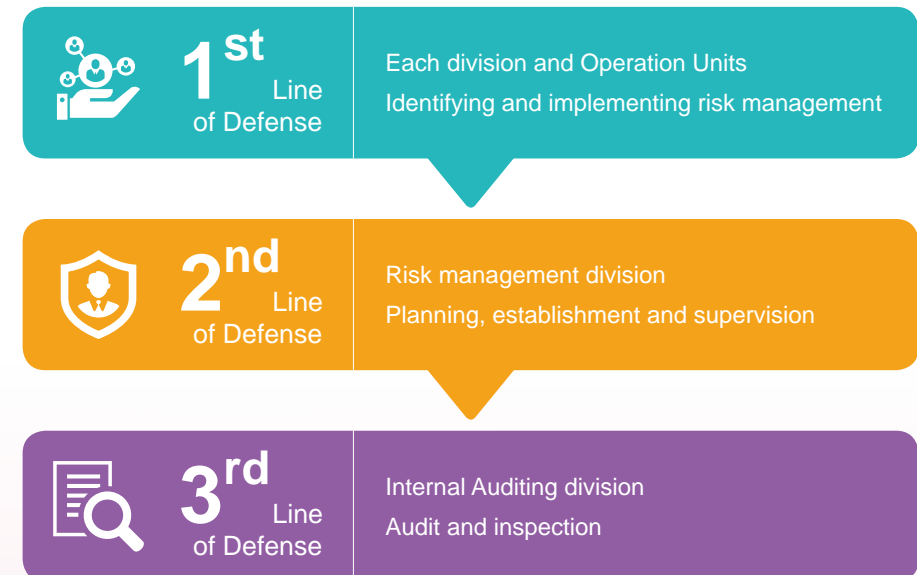 1st Line
of Defense
Each division and Operation Units
Identifying and implementing risk management
2nd Line
of Defense
Risk management division
Planning, establishment and supervision
3rd Line
of Defense
Internal Auditing division
Audit and inspection